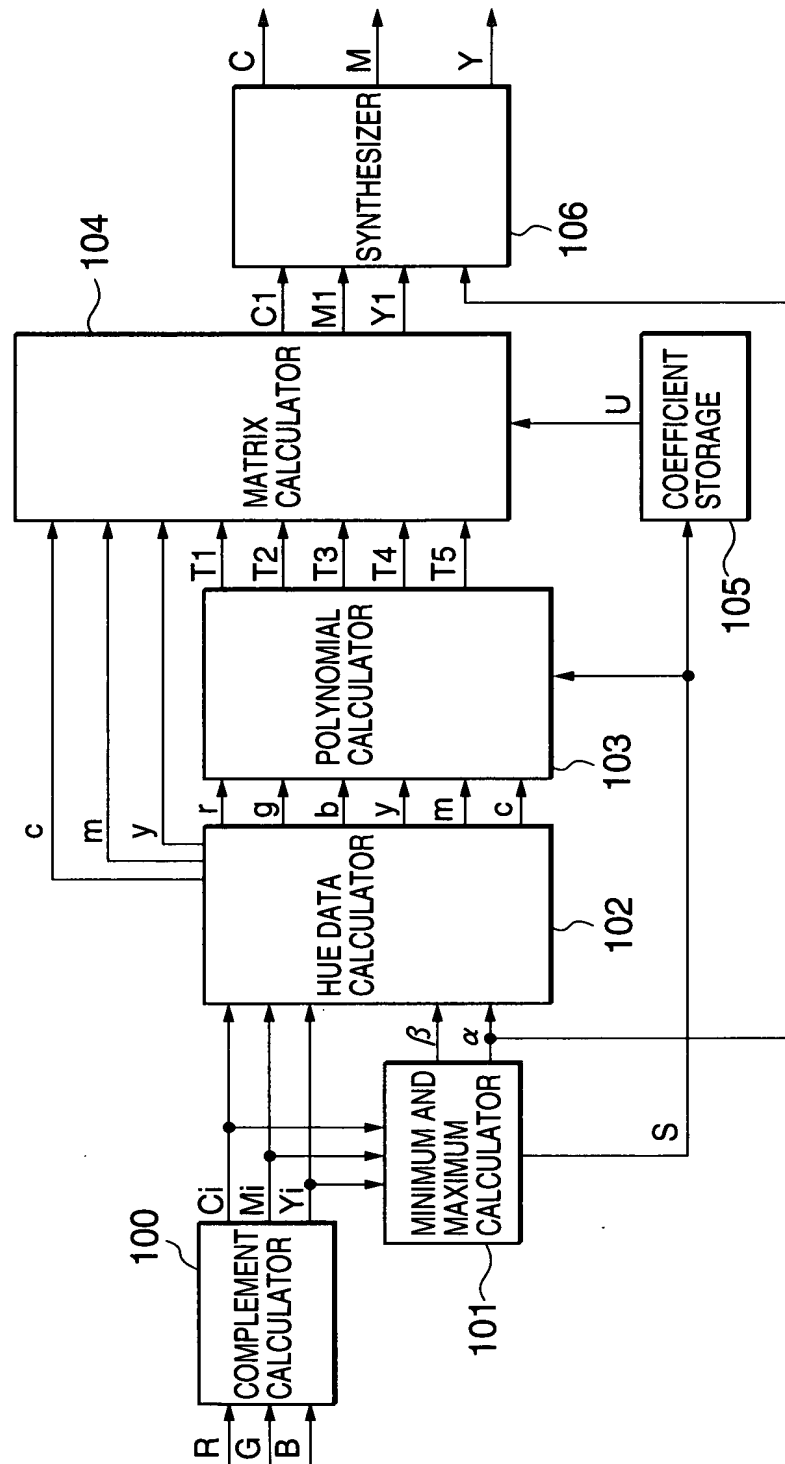 R
G
B
100
COMPLEMENT
CALCULATOR
Ci
Mi
Yi
MINIMUM AND
MAXIMUM
CALCULATOR
101
β
α
S
HUE DATA
CALCULATOR
102
c
m
y
r
g
b
y
m
c
POLYNOMIAL
CALCULATOR
103
T1
T2
T3
T4
T5
MATRIX
CALCULATOR
104
U
COEFFICIENT
STORAGE
105
C1
M1
Y1
SYNTHESIZER
106
C
M
Y